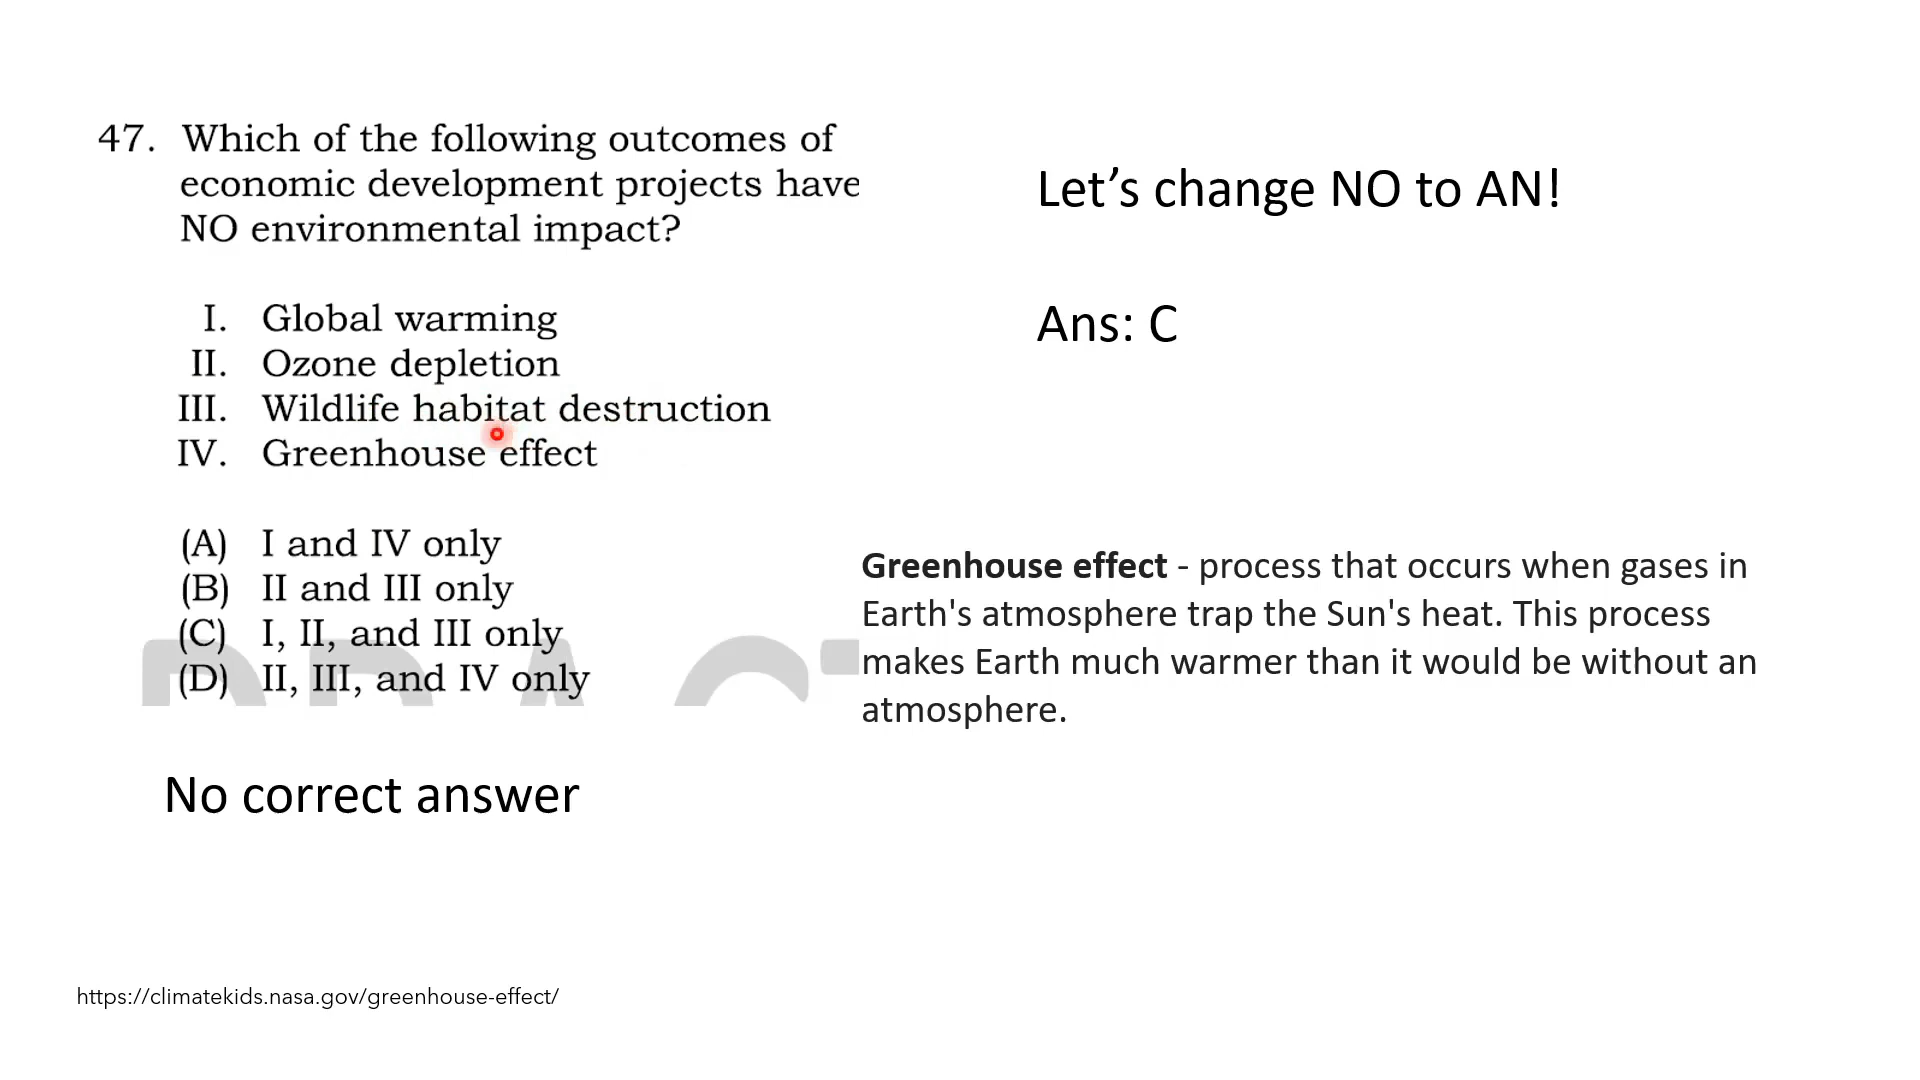 47. Which of the following outcomes of
economic development projects have
NO environmental impact?
I. Global warming
II. Ozone depletion
III. Wildlife habitat destruction
IV. Greenhouse effect
(A) I and IV only
(B) II and III only
(C) I, II, and III only
(D) II, III, and IV only
No correct answer
https://climatekids.nasa.gov/greenhouse-effect/
Let’s change NO to AN!
Ans: C
Greenhouse effect - process that occurs when gases in
Earth's atmosphere trap the Sun's heat. This process
makes Earth much warmer than it would be without an
atmosphere.